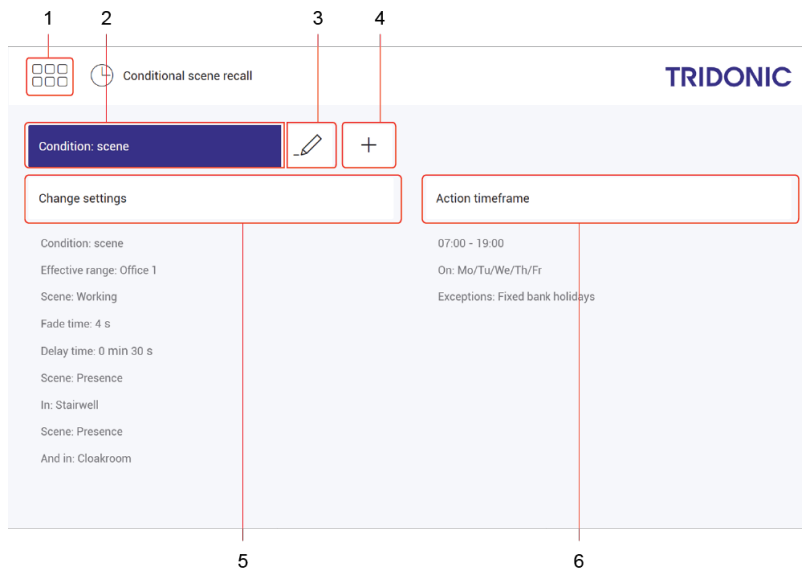 1 2 3 4
Conditional scene recall
TRIDONIC
Condition: scene
Change settings
Action timeframe
Condition: scene
07:00 - 19:00
Effective range: Office 1
On: Mo/Tu/We/Th/Fr
Scene: Working
Exceptions: Fixed bank holidays
Fade time: 4 s
Delay time: 0 min 30 s
Scene: Presence
In: Stairwell
Scene: Presence
And in: Cloakroom
5 6